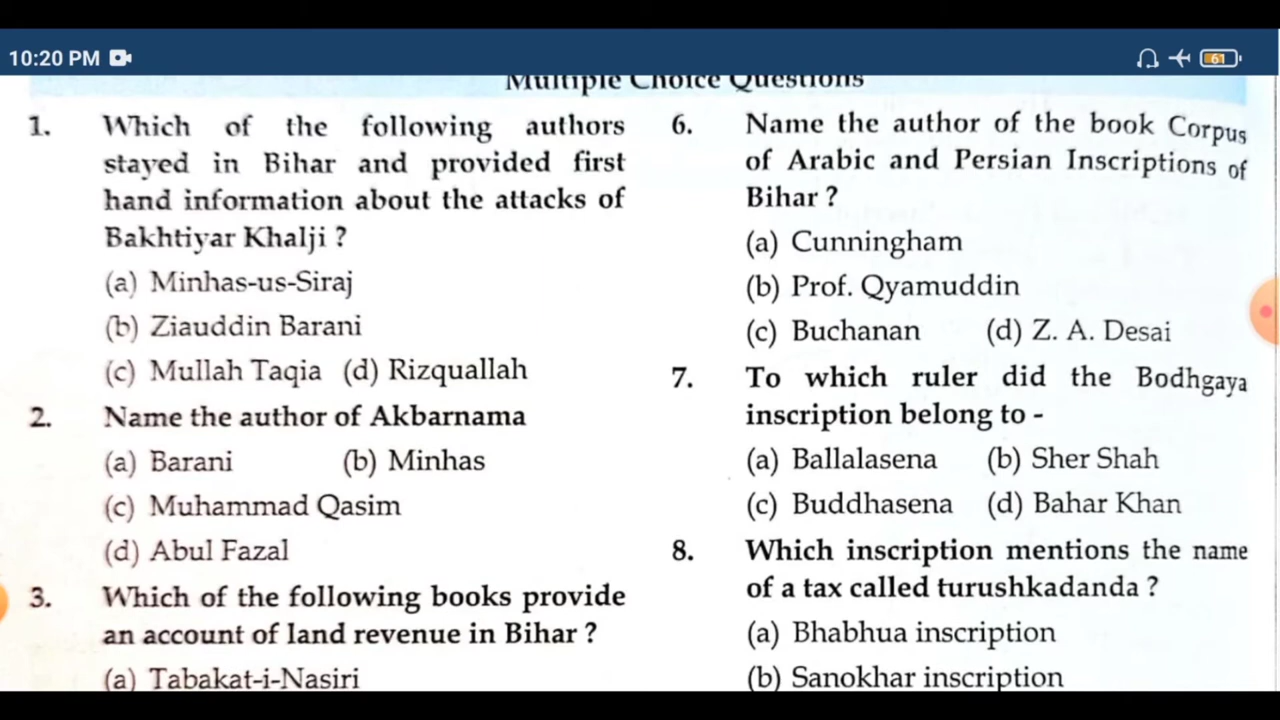 10:20 PM
61
Multiple Choice Questions
1. Which of the following authors
stayed in Bihar and provided first
hand information about the attacks of
Bakhtiyar Khalji ?
(a) Minhas-us-Siraj
(b) Ziauddin Barani
(c) Mullah Taqia (d) Rizquallah
2. Name the author of Akbarnama
(a) Barani (b) Minhas
(c) Muhammad Qasim
(d) Abul Fazal
3. Which of the following books provide
an account of land revenue in Bihar ?
(a) Tabakat-i-Nasiri
6. Name the author of the book Corpus
of Arabic and Persian Inscriptions of
Bihar ?
(a) Cunningham
(b) Prof. Qyamuddin
(c) Buchanan (d) Z. A. Desai
7. To which ruler did the Bodhgaya
inscription belong to -
(a) Ballalasena (b) Sher Shah
(c) Buddhasena (d) Bahar Khan
8. Which inscription mentions the name
of a tax called turushkadanda ?
(a) Bhabhua inscription
(b) Sanokhar inscription